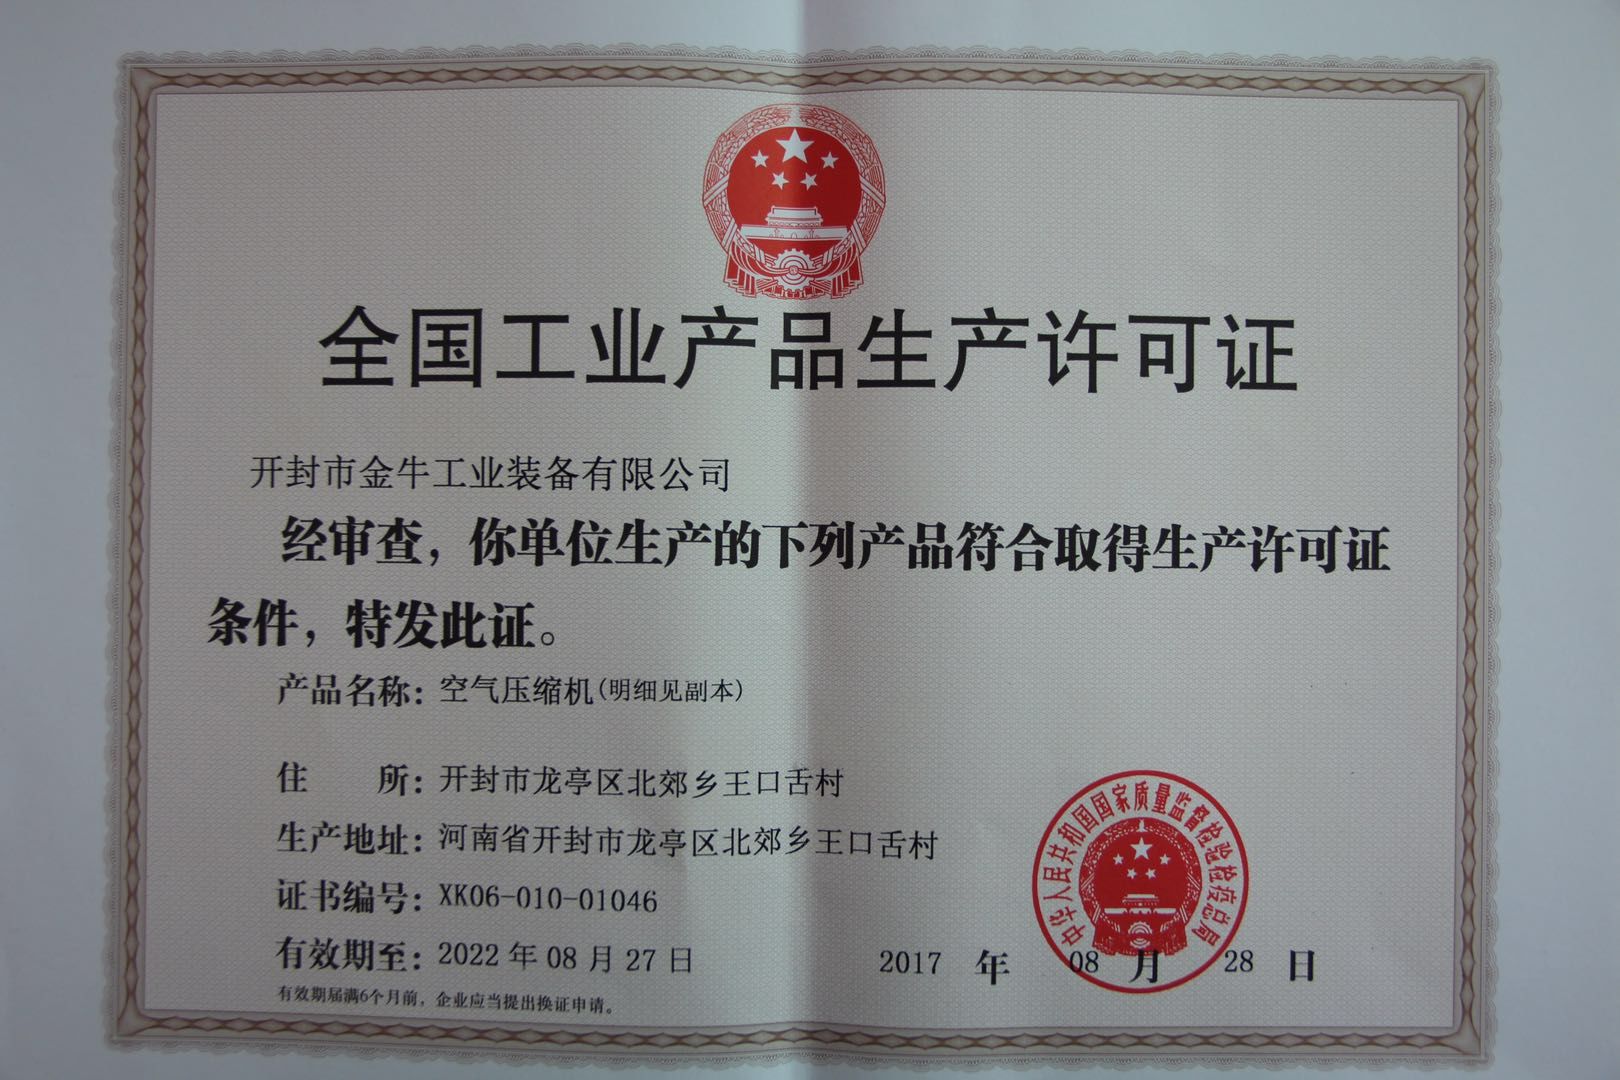 全国工业产品生产许可证
开封市金牛工业装备有限公司
经审查，你单位生产的下列产品符合取得生产许可证
条件，特发此证。
产品名称：空气压缩机(明细见副本)
住 所：开封市龙亭区北郊乡王口舌村
生产地址：河南省开封市龙亭区北郊乡王口舌村
证书编号：XK06-010-01046
有效期至：2022 年 08 月 27 日
有效期届满6个月前，企业应当提出换证申请。
中华人民共和国国家质量监督检验检疫总局
2017 年 08 月 28 日